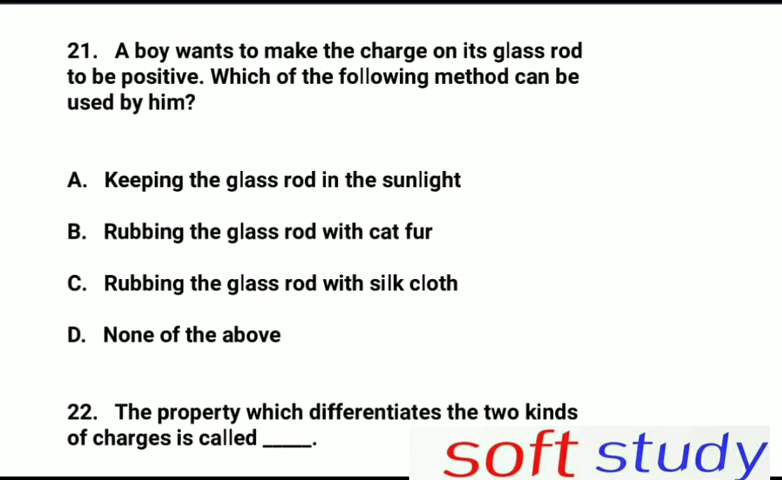 21. A boy wants to make the charge on its glass rod
to be positive. Which of the following method can be
used by him?
A. Keeping the glass rod in the sunlight
B. Rubbing the glass rod with cat fur
C. Rubbing the glass rod with silk cloth
D. None of the above
22. The property which differentiates the two kinds
of charges is called _____.
soft study